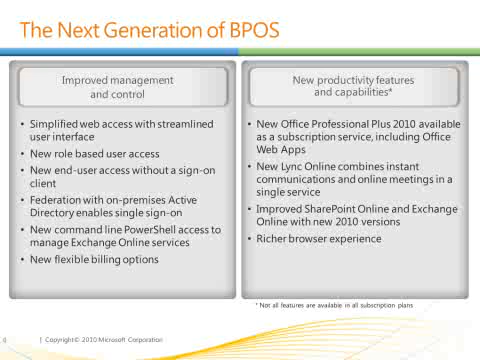 The Next Generation of BPOS
Improved management
and control
• Simplified web access with streamlined
user interface
• New role based user access
• New end-user access without a sign-on
client
• Federation with on-premises Active
Directory enables single sign-on
• New command line PowerShell access to
manage Exchange Online services
• New flexible billing options
New productivity features
and capabilities*
• New Office Professional Plus 2010 available
as a subscription service, including Office
Web Apps
• New Lync Online combines instant
communications and online meetings in a
single service
• Improved SharePoint Online and Exchange
Online with new 2010 versions
• Richer browser experience
* Not all features are available in all subscription plans
| Copyright© 2010 Microsoft Corporation